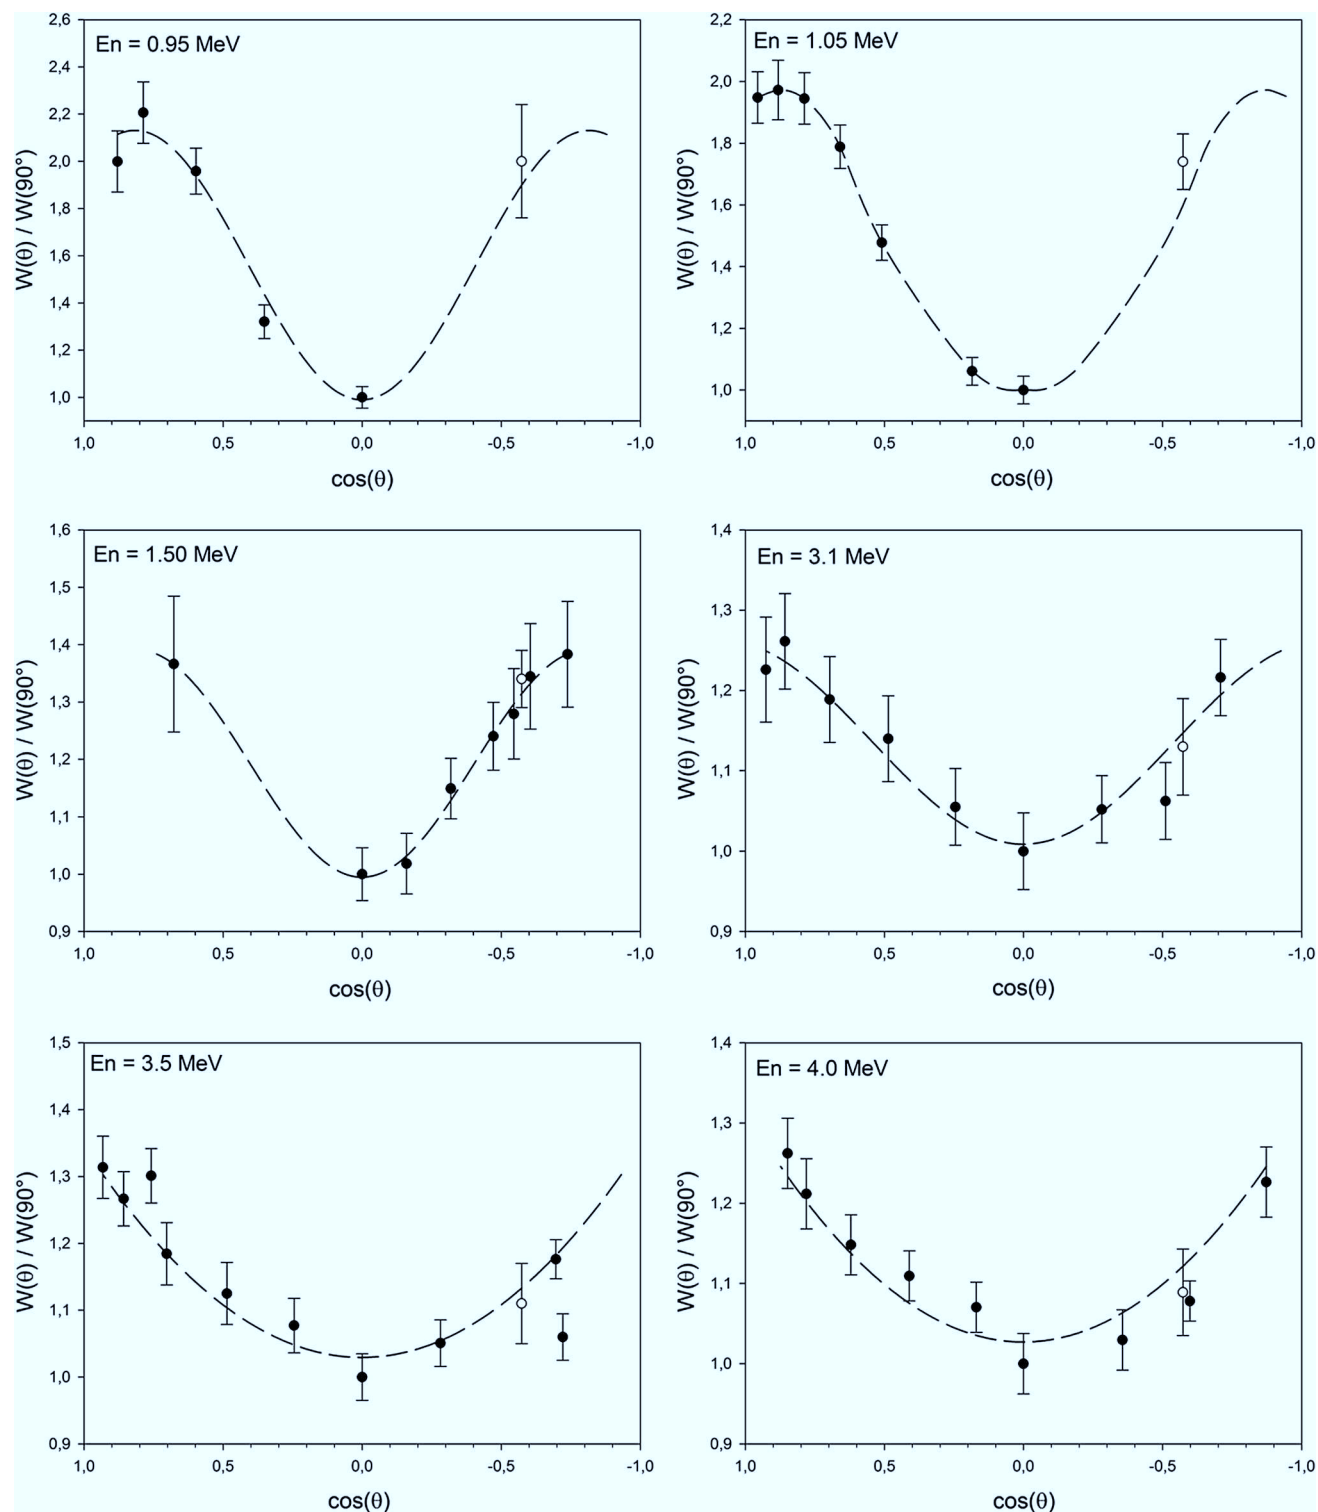 En = 0.95 MeV
W(θ) / W(90°)
2,6
2,4
2,2
2,0
1,8
1,6
1,4
1,2
1,0
1,0 0,5 0,0 -0,5 -1,0
cos(θ)
En = 1.05 MeV
W(θ) / W(90°)
2,2
2,0
1,8
1,6
1,4
1,2
1,0
1,0 0,5 0,0 -0,5 -1,0
cos(θ)
En = 1.50 MeV
W(θ) / W(90°)
1,6
1,5
1,4
1,3
1,2
1,1
1,0
0,9
1,0 0,5 0,0 -0,5 -1,0
cos(θ)
En = 3.1 MeV
W(θ) / W(90°)
1,4
1,3
1,2
1,1
1,0
0,9
1,0 0,5 0,0 -0,5 -1,0
cos(θ)
En = 3.5 MeV
W(θ) / W(90°)
1,5
1,4
1,3
1,2
1,1
1,0
0,9
1,0 0,5 0,0 -0,5 -1,0
cos(θ)
En = 4.0 MeV
W(θ) / W(90°)
1,4
1,3
1,2
1,1
1,0
0,9
1,0 0,5 0,0 -0,5 -1,0
cos(θ)